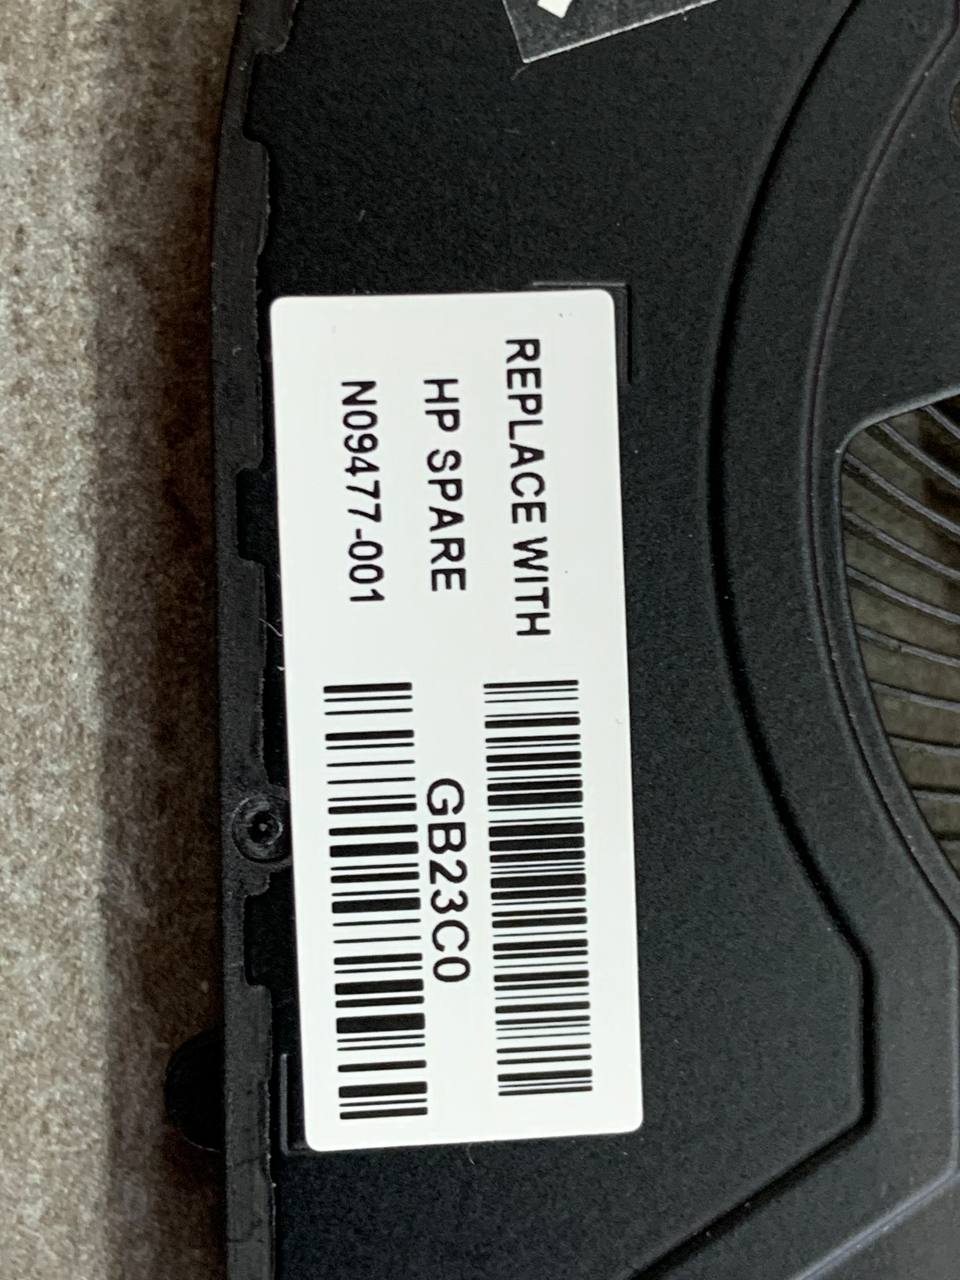 REPLACE WITH
HP SPARE
N09477-001
GB23C0